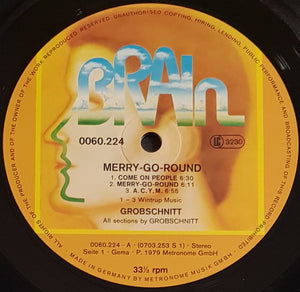 UNAUTHORISED COPYING, HIRING, LENDING, PUBLIC PERFORMANCE AND BROADCASTING OF THIS RECORD PROHIBITED
ALL RIGHTS OF THE PRODUCER AND OF THE OWNER OF THE WORK REPRODUCED RESERVED
BRAIn
0060.224
LC 3230
MERRY-GO-ROUND
1. COME ON PEOPLE 6:30
2. MERRY-GO-ROUND 6:11
3. A. C. Y. M. 6:55
1 – 3 Wintrup Music
GROBSCHNITT
All sections by GROBSCHNITT
0060.224 - A (0703.253 S 1) - Stereo
Seite 1 - Gema - P 1979 Metronome GmbH
33⅓ rpm
MADE IN GERMANY BY METRONOME MUSIK GMBH